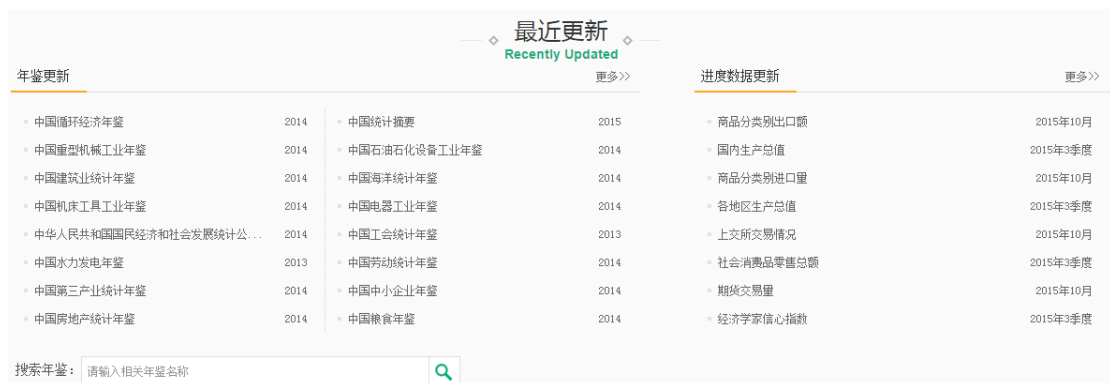 最近更新
Recently Updated
年鉴更新 更多>>
中国循环经济年鉴 2014
中国重型机械工业年鉴 2014
中国建筑业统计年鉴 2014
中国机床工具工业年鉴 2014
中华人民共和国国民经济和社会发展统计公... 2014
中国水力发电年鉴 2013
中国第三产业统计年鉴 2014
中国房地产统计年鉴 2014
中国统计摘要 2015
中国石油石化设备工业年鉴 2014
中国海洋统计年鉴 2014
中国电器工业年鉴 2014
中国工会统计年鉴 2013
中国劳动统计年鉴 2014
中国中小企业年鉴 2014
中国粮食年鉴 2014
进度数据更新 更多>>
商品分类别出口额 2015年10月
国内生产总值 2015年3季度
商品分类别进口量 2015年10月
各地区生产总值 2015年3季度
上交所交易情况 2015年10月
社会消费品零售总额 2015年3季度
期货交易量 2015年10月
经济学家信心指数 2015年3季度
搜索年鉴: 请输入相关年鉴名称